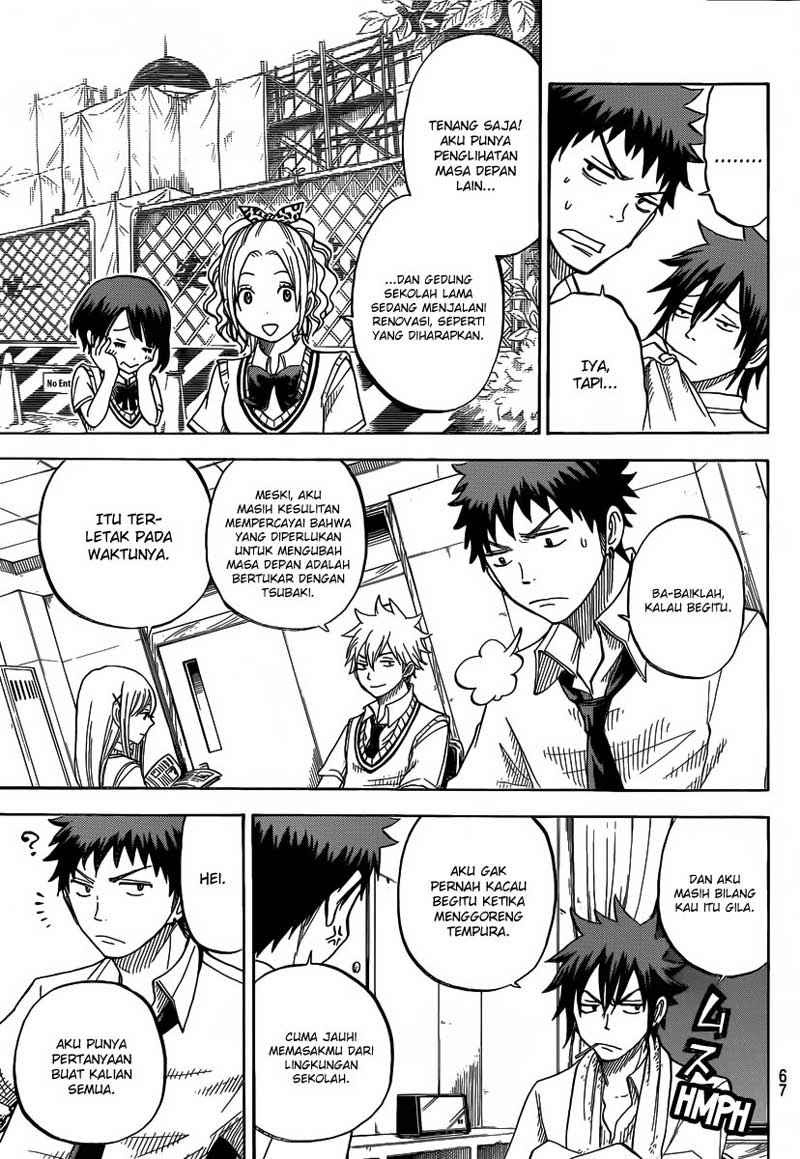 .........
IYA,
TAPI...
TENANG SAJA!
AKU PUNYA
PENGLIHATAN
MASA DEPAN
LAIN...
...DAN GEDUNG
SEKOLAH LAMA
SEDANG MENJALANI
RENOVASI, SEPERTI
YANG DIHARAPKAN.
No Ent
BA-BAIKLAH,
KALAU BEGITU.
MESKI, AKU
MASIH KESULITAN
MEMPERCAYAI BAHWA
YANG DIPERLUKAN
UNTUK MENGUBAH
MASA DEPAN ADALAH
BERTUKAR DENGAN
TSUBAKI.
ITU TER-
LETAK PADA
WAKTUNYA.
DAN AKU
MASIH BILANG
KAU ITU GILA.
ムスッ
HMPH
AKU GAK
PERNAH KACAU
BEGITU KETIKA
MENGGORENG
TEMPURA.
CUMA JAUHI
MEMASAKMU DARI
LINGKUNGAN
SEKOLAH.
HEI.
?
AKU PUNYA
PERTANYAAN
BUAT KALIAN
SEMUA.
67